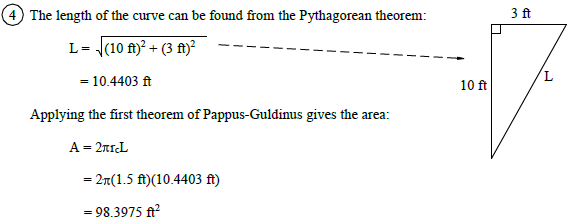 ④ The length of the curve can be found from the Pythagorean theorem:
3 ft
L = √(10 ft)² + (3 ft)²
= 10.4403 ft
10 ft
L
Applying the first theorem of Pappus-Guldinus gives the area:
A = 2πr꜀L
= 2π(1.5 ft)(10.4403 ft)
= 98.3975 ft²